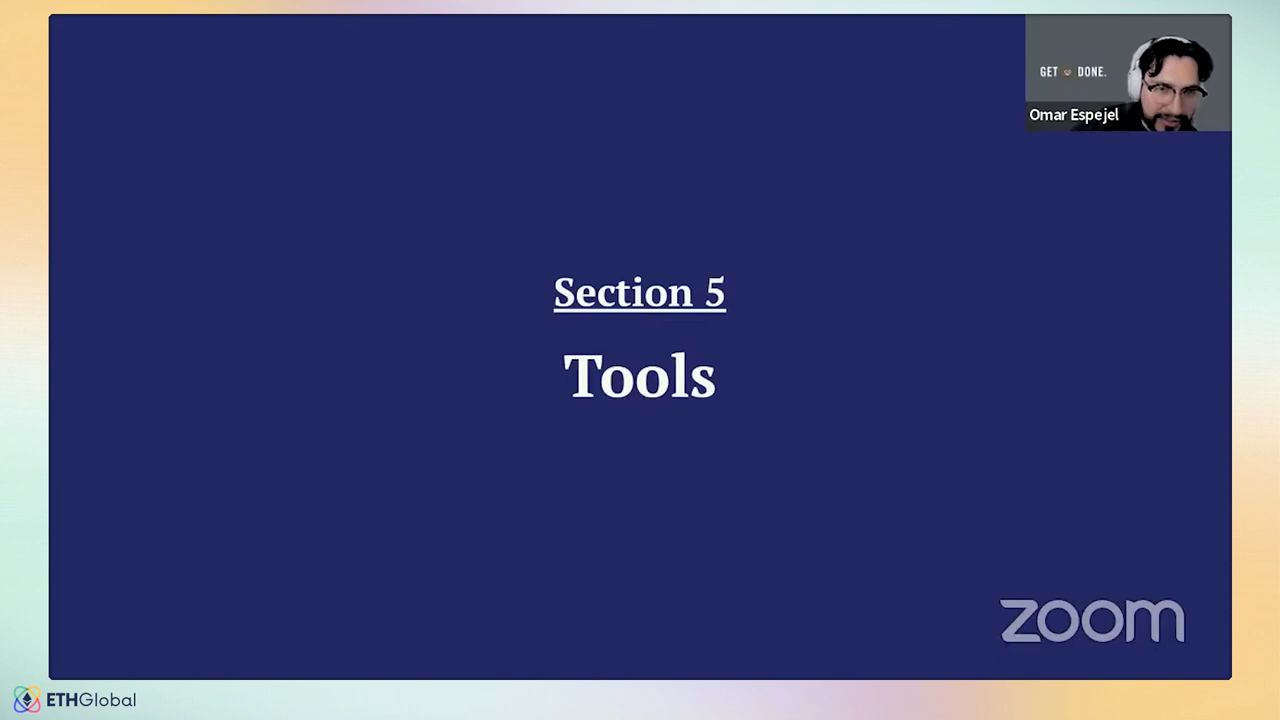 GET DONE.
Omar Espejel
Section 5
Tools
zoom
ETHGlobal